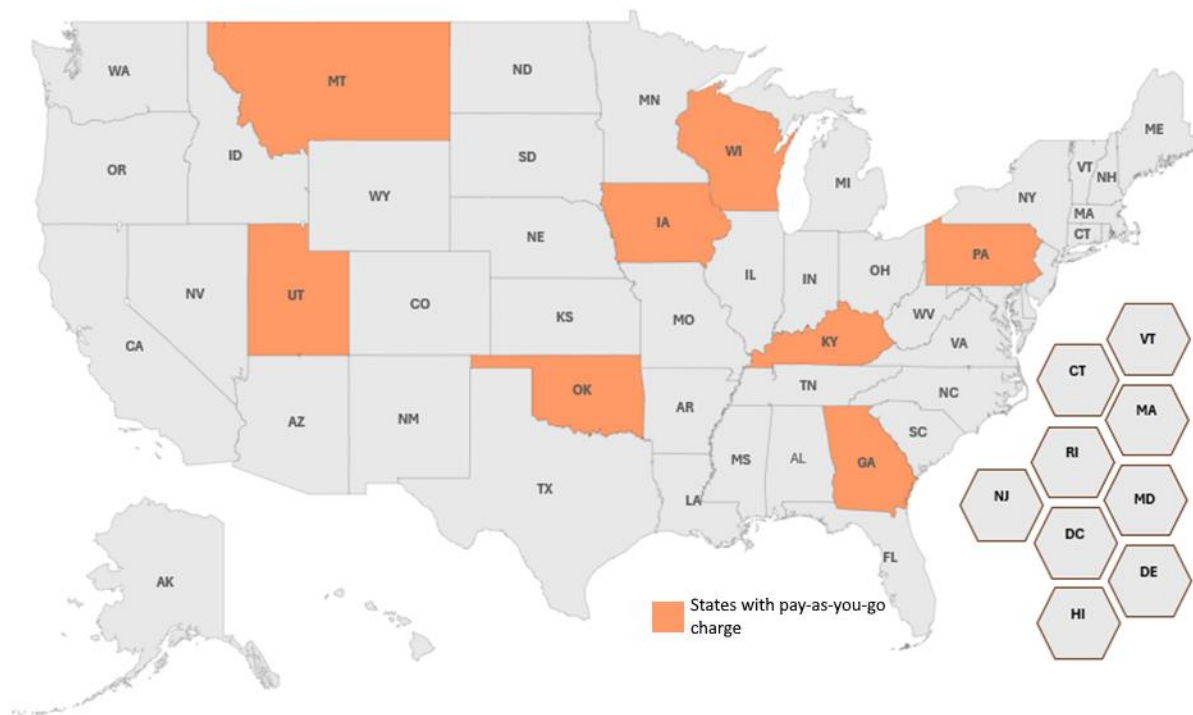 WA
MT
ND
MN
ME
OR
ID
SD
WI
MI
VT
NH
NY
MA
CT
WY
IA
NE
PA
NV
UT
CO
KS
MO
IL
IN
OH
WV
VA
KY
CA
AZ
NM
OK
AR
TN
NC
SC
TX
LA
MS
AL
GA
FL
AK
VT
CT
MA
RI
NJ
MD
DC
DE
HI
States with pay-as-you-go
charge